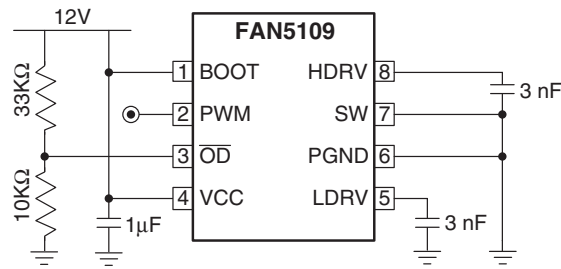 12V
FAN5109
33KΩ
10KΩ
1 BOOT
2 PWM
3 OD
4 VCC
HDRV 8
SW 7
PGND 6
LDRV 5
1µF
3 nF
3 nF